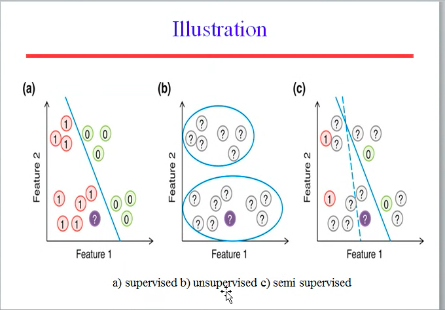 Illustration
(a) (b) (c)
1 1 1 1 0 0 0 ? ? ? ? ? ? ? 1 ? ? ? 0
Feature 2 Feature 2 Feature 2
1 1 1 1 1 ? 0 0 0 ? ? ? ? ? ? ? ? ? 1 ? ? ? ? ? 0 ? ?
Feature 1 Feature 1 Feature 1
a) supervised b) unsupervised c) semi supervised